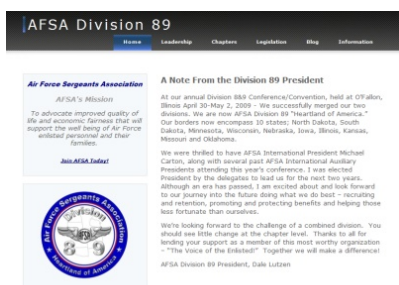 AFSA Division 89
Home Leadership Chapters Legislation Blog Information
Air Force Sergeants Association
AFSA's Mission
To advocate improved quality of
life and economic fairness that will
support the well being of Air Force
enlisted personnel and their
families.
Join AFSA Today!
Air Force Sergeants Association
Division
8 9
Heartland of America
A Note From the Division 89 President
At our annual Division 8&9 Conference/Convention, held at O'Fallon,
Illinois April 30-May 2, 2009 - We successfully merged our two
divisions. We are now AFSA Division 89 "Heartland of America."
Our borders now encompass 10 states; North Dakota, South
Dakota, Minnesota, Wisconsin, Nebraska, Iowa, Illinois, Kansas,
Missouri and Oklahoma.
We were thrilled to have AFSA International President Michael
Carton, along with several past AFSA International Auxiliary
Presidents attending this year's conference. I was elected
President by the delegates to lead us for the next two years.
Although an era has passed, I am excited about and look forward
to our journey into the future doing what we do best – recruiting
and retention, promoting and protecting benefits and helping those
less fortunate than ourselves.
We're looking forward to the challenge of a combined division. You
should see little change at the chapter level. Thanks to all for
lending your support as a member of this most worthy organization
– "The Voice of the Enlisted!" Together we will make a difference!
AFSA Division 89 President, Dale Lutzen